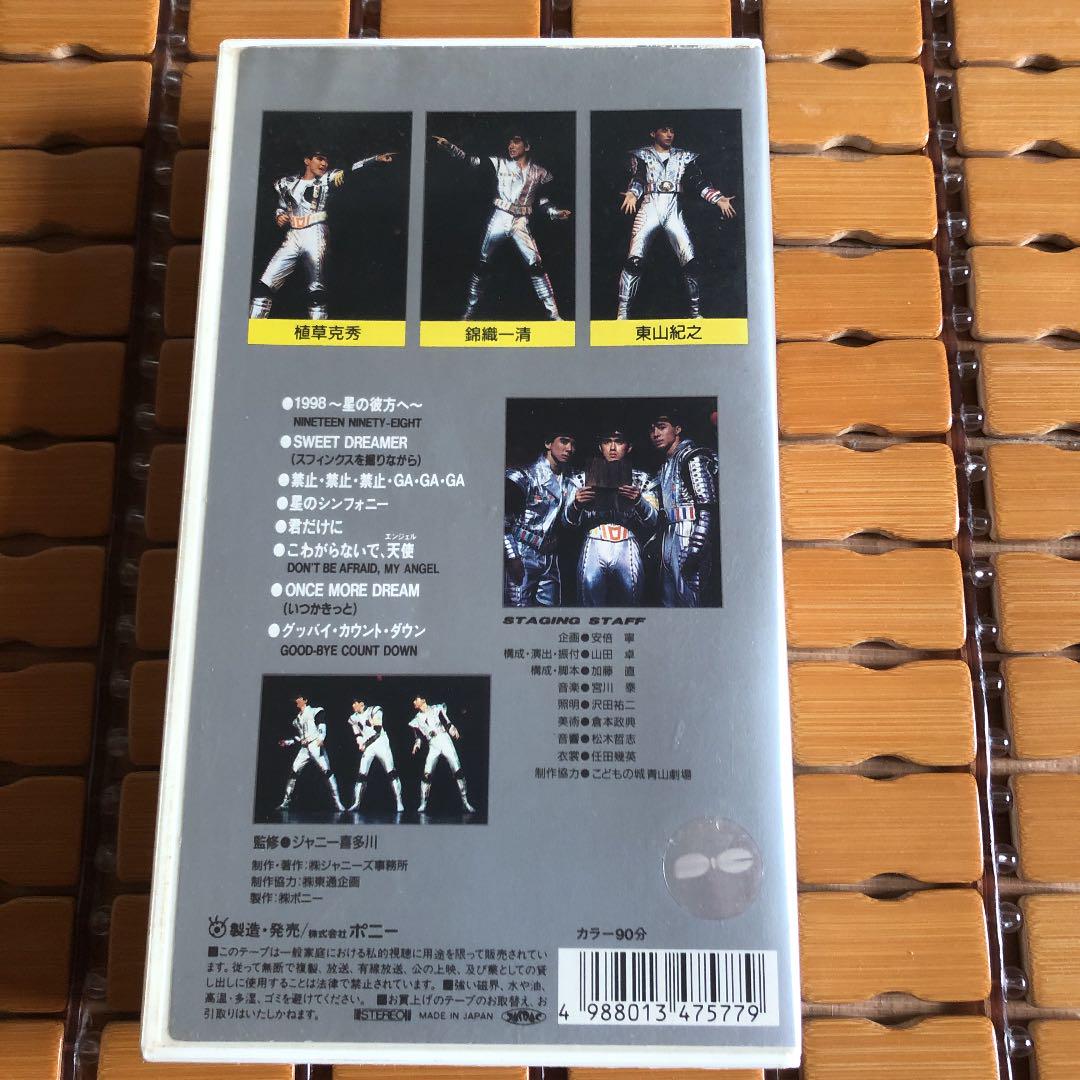 植草克秀
錦織一清
東山紀之
●1998～星の彼方へ～
NINETEEN NINETY-EIGHT
●SWEET DREAMER
(スフィンクスを掘りながら)
●禁止・禁止・禁止・GA・GA・GA
●星のシンフォニー
●君だけに
エンジェル
●こわがらないで、天使
DON'T BE AFRAID, MY ANGEL
●ONCE MORE DREAM
(いつかきっと)
●グッバイ・カウント・ダウン
GOOD-BYE COUNT DOWN
STAGING STAFF
企画●安倍 寧
構成・演出・振付●山田 卓
構成・脚本●加藤 直
音楽●宮川 泰
照明●沢田祐二
美術●倉本政典
音響●松木哲志
衣裳●任田幾英
制作協力●こどもの城青山劇場
監修●ジャニー喜多川
制作・著作:㈱ジャニーズ事務所
制作協力:㈱東通企画
製作:㈱ポニー
製造・発売/株式会社 ポニー
カラー90分
■このテープは一般家庭における私的視聴に用途を限って販売されてい
ます。従って無断で複製、放送、有線放送、公の上映、及び業としての貸
し出しに使用することは法律で禁止されています。■強い磁界、水や油、
高温・多湿、ゴミを避けてください。■お買上げのテープのお取替え、お
引取りはいたしかねます。
STEREO MADE IN JAPAN
4 988013 475779